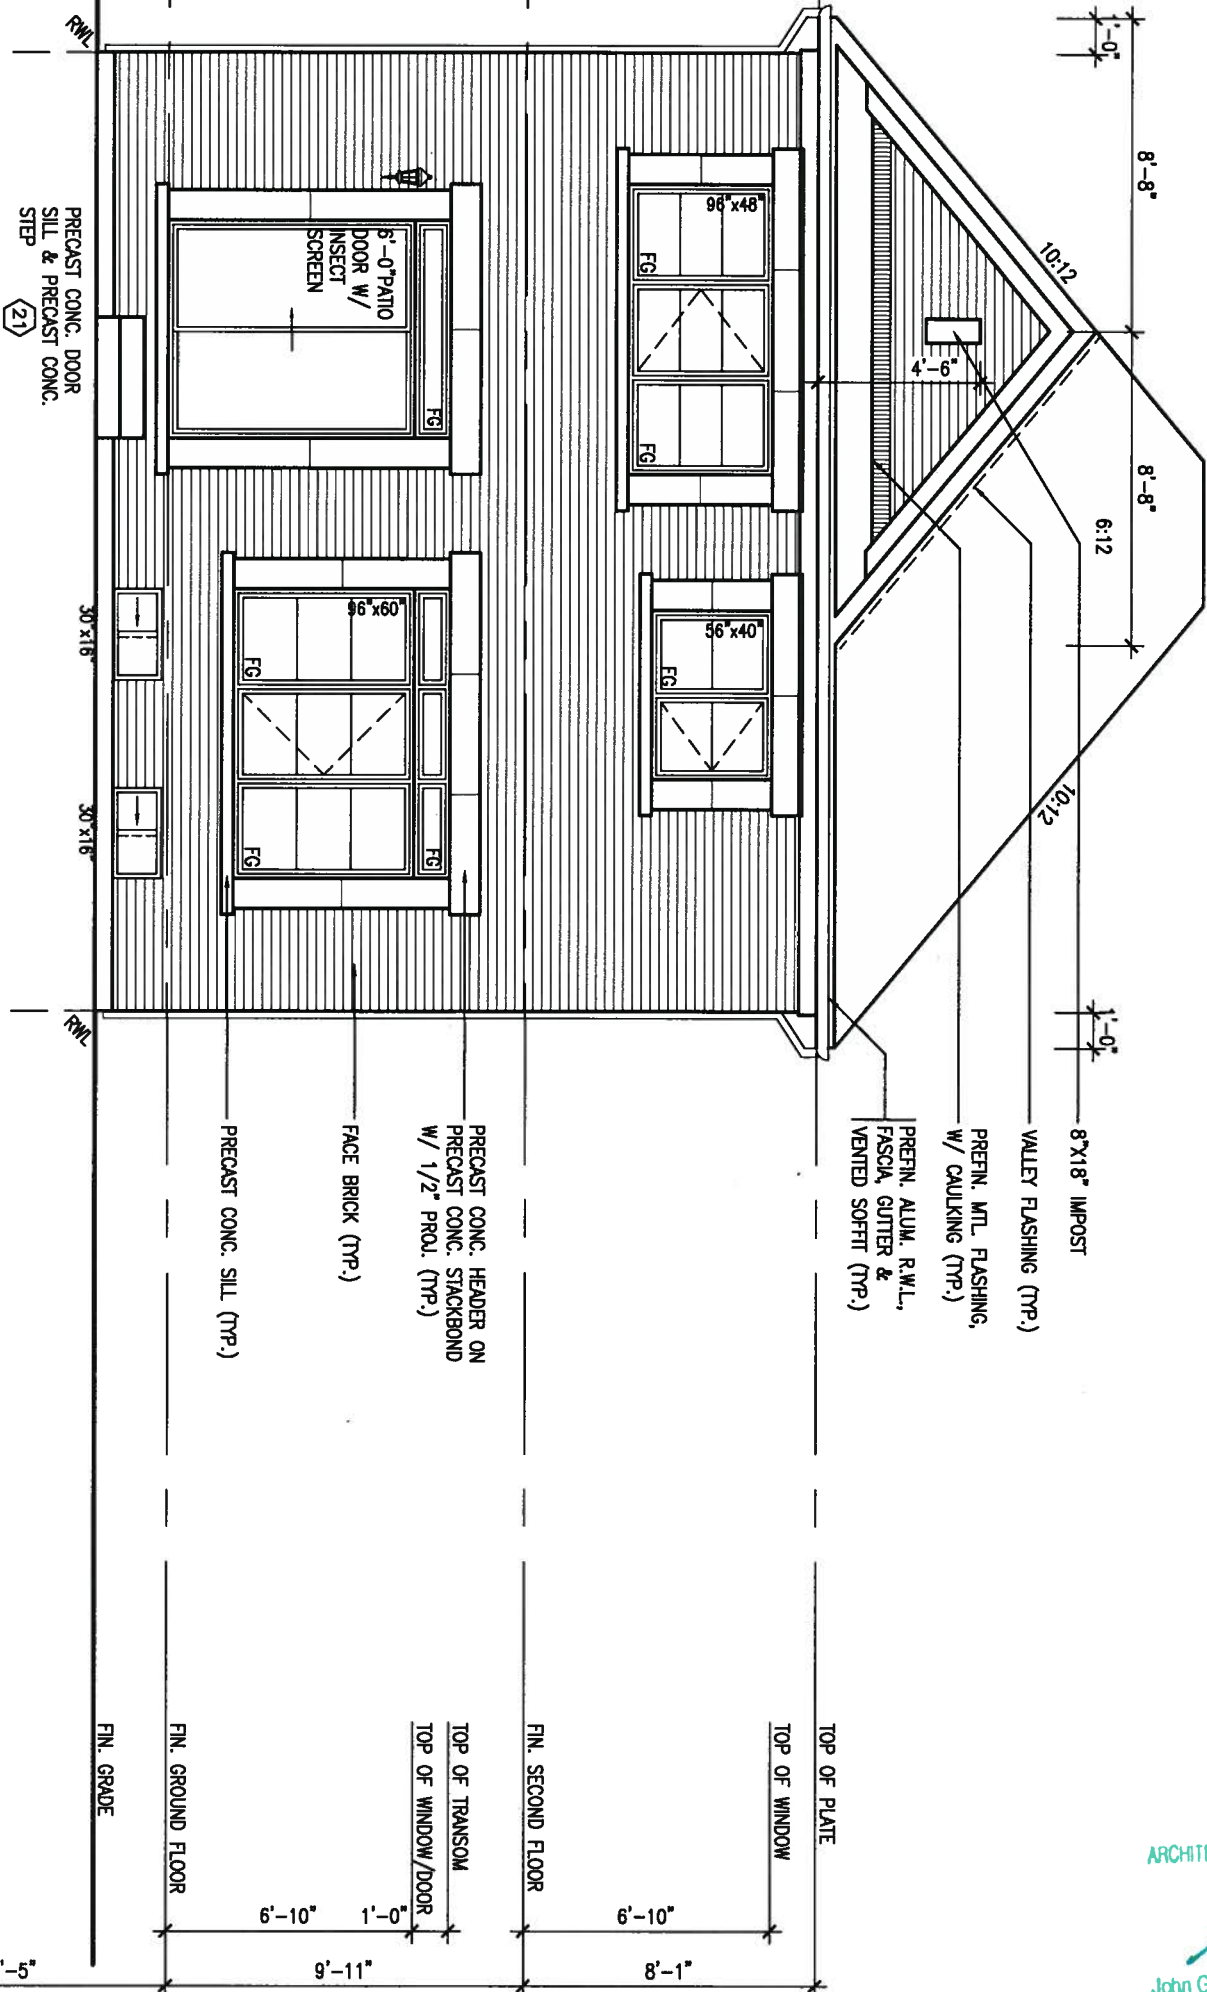 1'-0"
8'-8"
8'-8"
1'-0"
10:12
6:12
10:12
4'-6"
8"X18" IMPOST
VALLEY FLASHING (TYP.)
PREFIN. MTL. FLASHING,
W/ CAULKING (TYP.)
PREFIN. ALUM. R.W.L.,
FASCIA, GUTTER &
VENTED SOFFIT (TYP.)
TOP OF PLATE
TOP OF WINDOW
96"x48"
FG
FG
56"x40"
FG
8'-1"
6'-10"
FIN. SECOND FLOOR
PRECAST CONC. HEADER ON
PRECAST CONC. STACKBOND
W/ 1/2" PROJ. (TYP.)
TOP OF TRANSOM
TOP OF WINDOW/DOOR
1'-0"
6'-10"
9'-11"
6'-0"PATIO
DOOR W/
INSECT
SCREEN
FG
96"x60"
FG
FG
FG
FACE BRICK (TYP.)
PRECAST CONC. SILL (TYP.)
FIN. GROUND FLOOR
FIN. GRADE
30"x16"
30"x16"
RWL
RWL
PRECAST CONC. DOOR
SILL & PRECAST CONC.
STEP
21
'-5"
John G